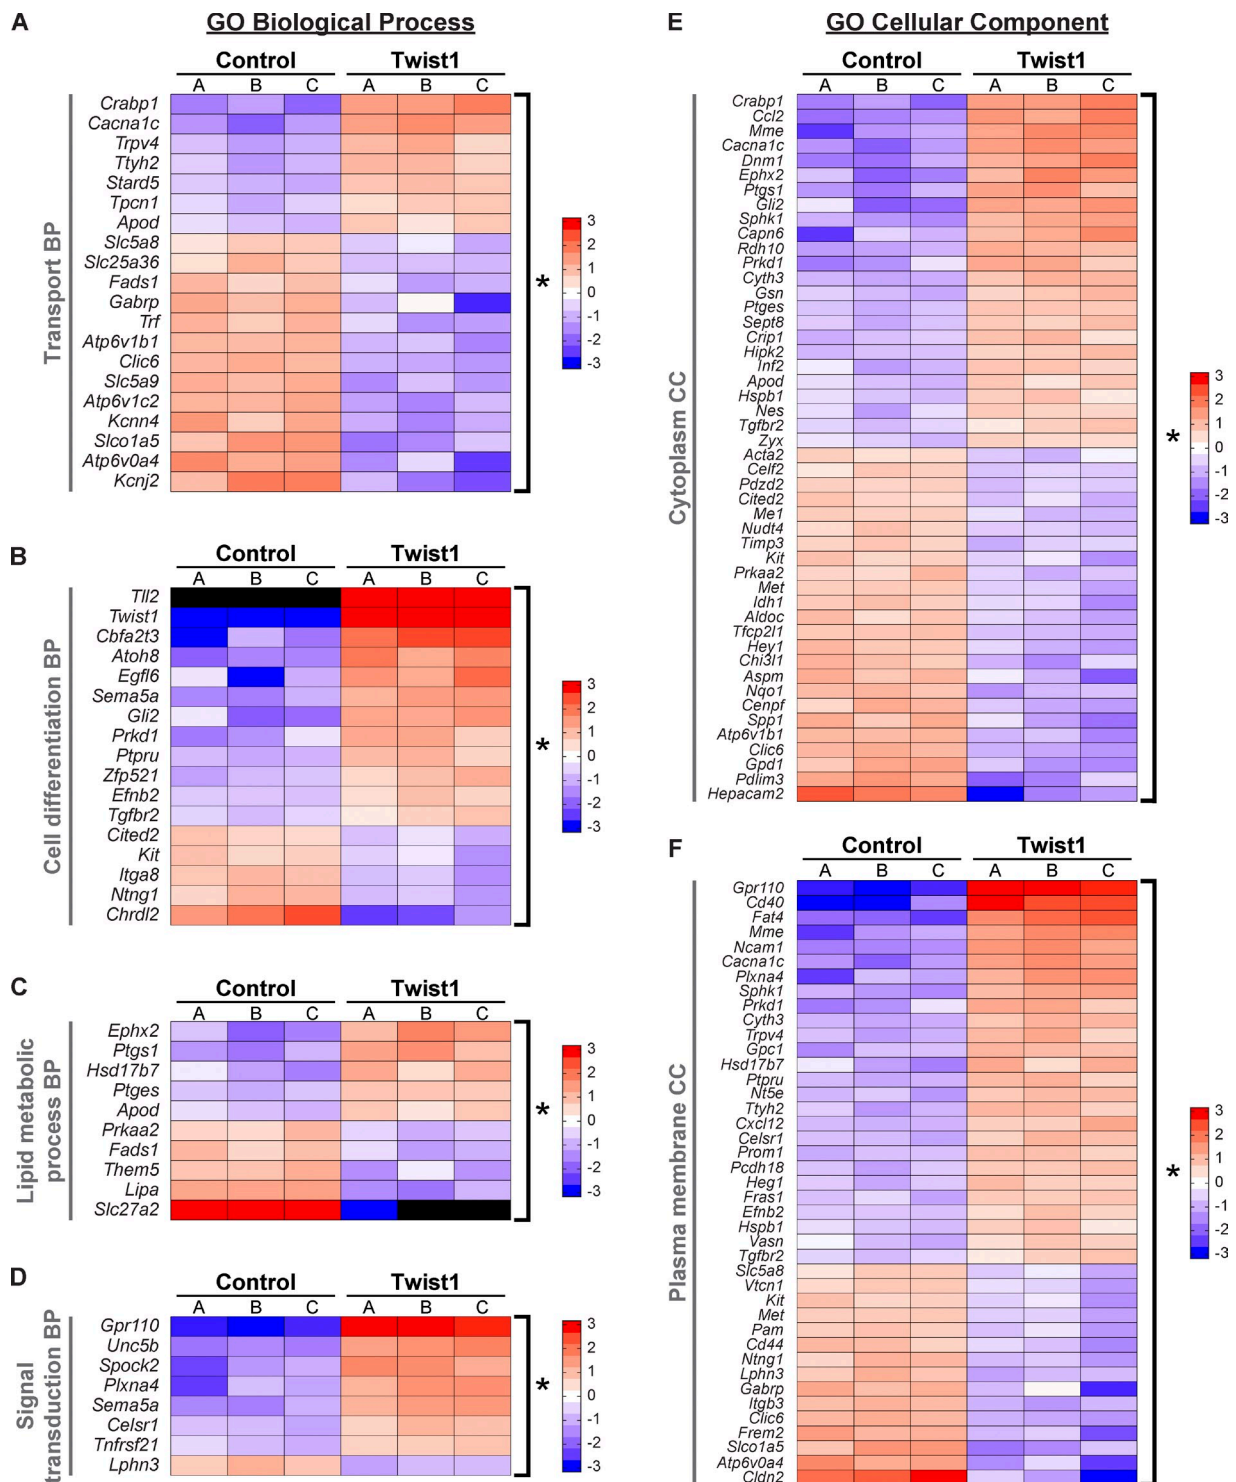 A
GO Biological Process
Control Twist1
A B C A B C
Transport BP
Crabp1
Cacna1c
Trpv4
Ttyh2
Stard5
Tpcn1
Apod
Slc5a8
Slc25a36
Fads1
Gabrp
Trf
Atp6v1b1
Clic6
Slc5a9
Atp6v1c2
Kcnn4
Slco1a5
Atp6v0a4
Kcnj2
*
3
2
1
0
-1
-2
-3
B
Control Twist1
A B C A B C
Cell differentiation BP
Tll2
Twist1
Cbfa2t3
Atoh8
Egfl6
Sema5a
Gli2
Prkd1
Ptpru
Zfp521
Efnb2
Tgfbr2
Cited2
Kit
Itga8
Ntng1
Chrdl2
*
3
2
1
0
-1
-2
-3
C
Control Twist1
A B C A B C
Lipid metabolic
process BP
Ephx2
Ptgs1
Hsd17b7
Ptges
Apod
Prkaa2
Fads1
Them5
Lipa
Slc27a2
*
3
2
1
0
-1
-2
-3
D
Control Twist1
A B C A B C
Signal
transduction BP
Gpr110
Unc5b
Spock2
Plxna4
Sema5a
Celsr1
Tnfrsf21
Lphn3
*
3
2
1
0
-1
-2
-3
E
GO Cellular Component
Control Twist1
A B C A B C
Cytoplasm CC
Crabp1
Ccl2
Mme
Cacna1c
Dnm1
Ephx2
Ptgs1
Gli2
Sphk1
Capn6
Rdh10
Prkd1
Cyth3
Gsn
Ptges
Sept8
Crip1
Hipk2
Inf2
Apod
Hspb1
Nes
Tgfbr2
Zyx
Acta2
Celf2
Pdzd2
Cited2
Me1
Nudt4
Timp3
Kit
Prkaa2
Met
Idh1
Aldoc
Tfcp2l1
Hey1
Chi3l1
Aspm
Nqo1
Cenpf
Spp1
Atp6v1b1
Clic6
Gpd1
Pdlim3
Hepacam2
*
3
2
1
0
-1
-2
-3
F
Control Twist1
A B C A B C
Plasma membrane CC
Gpr110
Cd40
Fat4
Mme
Ncam1
Cacna1c
Plxna4
Sphk1
Prkd1
Cyth3
Trpv4
Gpc1
Hsd17b7
Ptpru
Nt5e
Ttyh2
Cxcl12
Celsr1
Prom1
Pcdh18
Heg1
Fras1
Efnb2
Hspb1
Vasn
Tgfbr2
Slc5a8
Vtcn1
Kit
Met
Pam
Cd44
Ntng1
Lphn3
Gabrp
Itgb3
Clic6
Frem2
Slco1a5
Atp6v0a4
Cldn2
*
3
2
1
0
-1
-2
-3